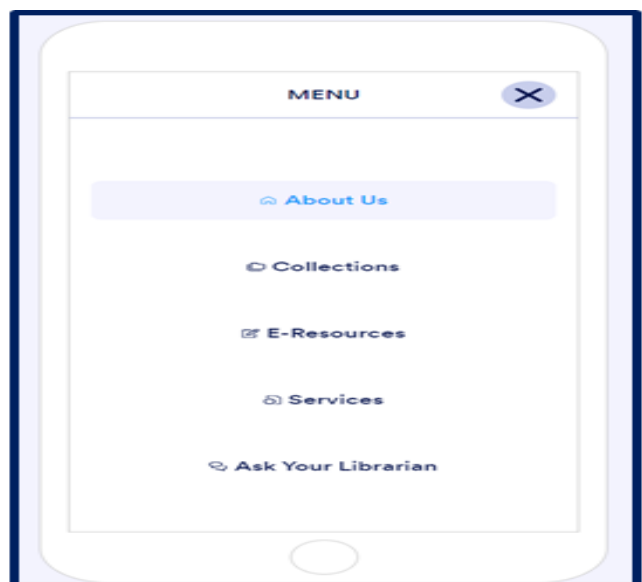 MENU
About Us
Collections
E-Resources
Services
Ask Your Librarian